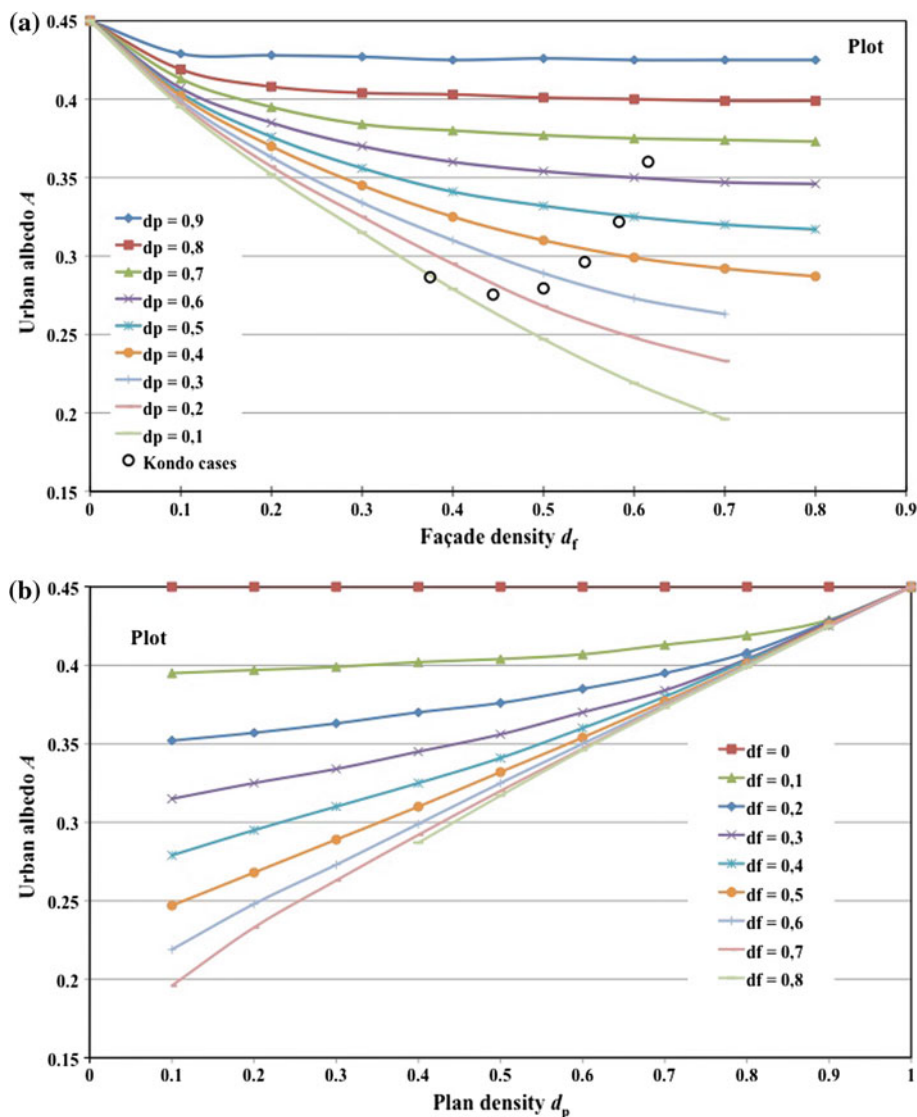 (a)
0.45
0.4
0.35
0.3
0.25
0.2
0.15
Urban albedo A
Plot
dp = 0,9
dp = 0,8
dp = 0,7
dp = 0,6
dp = 0,5
dp = 0,4
dp = 0,3
dp = 0,2
dp = 0,1
Kondo cases
0 0.1 0.2 0.3 0.4 0.5 0.6 0.7 0.8 0.9
Façade density df
(b)
0.45
0.4
0.35
0.3
0.25
0.2
0.15
Urban albedo A
Plot
df = 0
df = 0,1
df = 0,2
df = 0,3
df = 0,4
df = 0,5
df = 0,6
df = 0,7
df = 0,8
0 0.1 0.2 0.3 0.4 0.5 0.6 0.7 0.8 0.9 1
Plan density dp